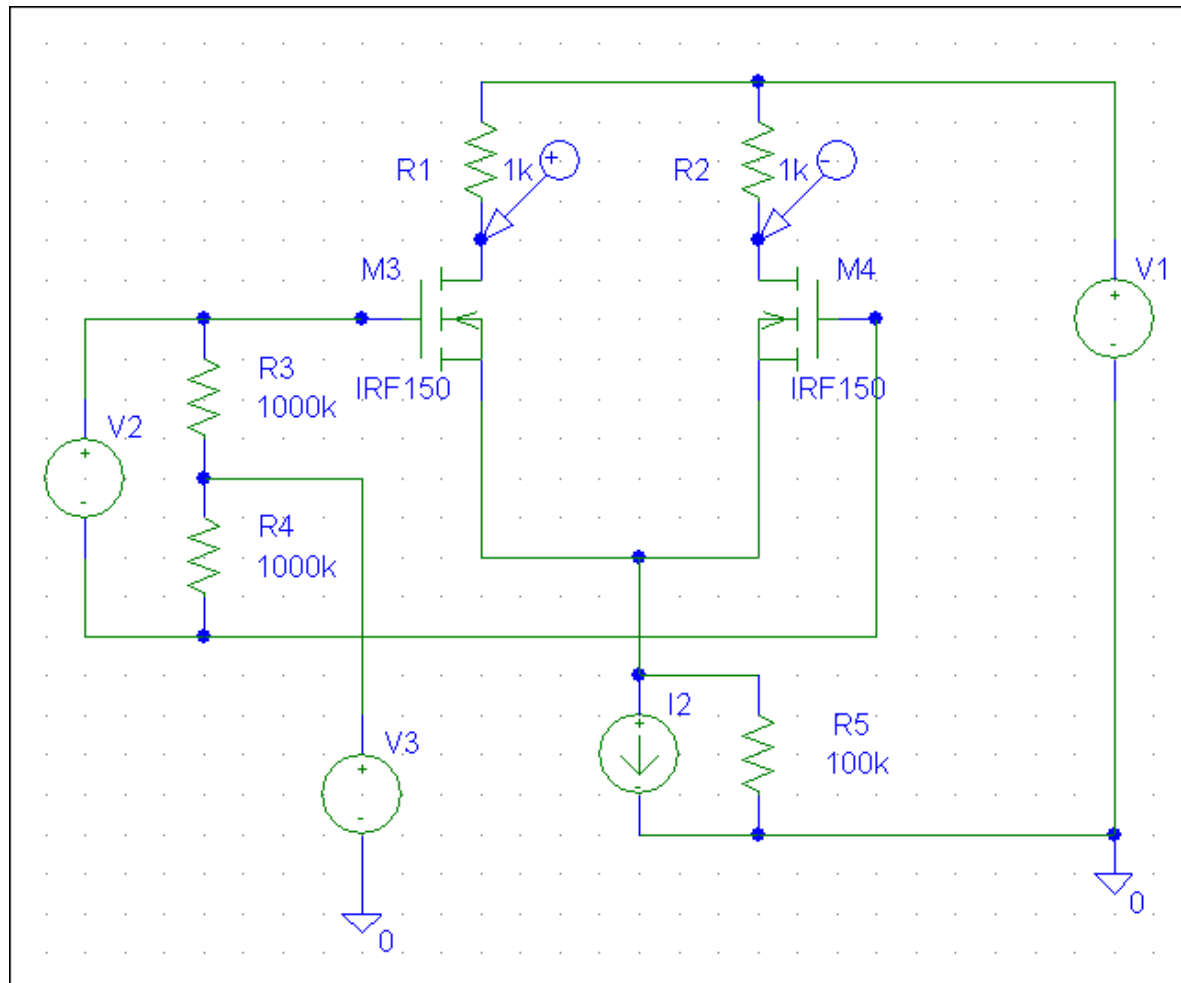 R1
1k
+
R2
1k
-
M3
M4
V1
+
-
IRF150
IRF150
R3
1000k
V2
+
-
R4
1000k
I2
+
-
R5
100k
V3
+
-
0
0